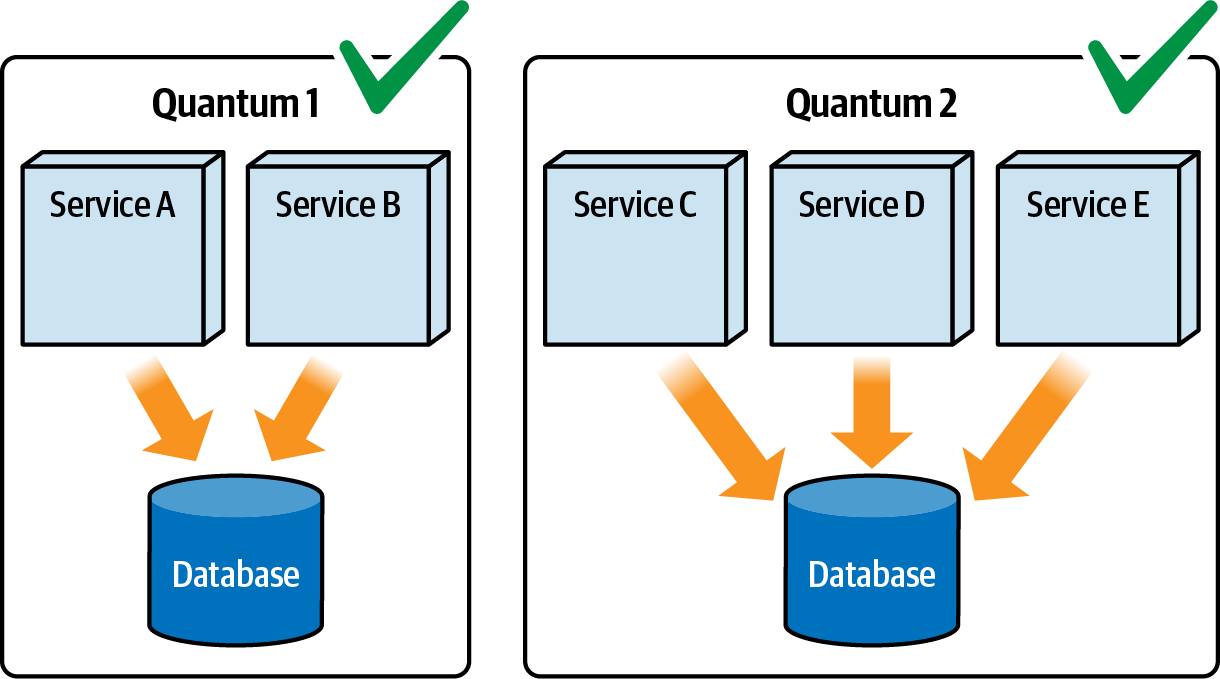 Quantum 1
Service A
Service B
Database
Quantum 2
Service C
Service D
Service E
Database